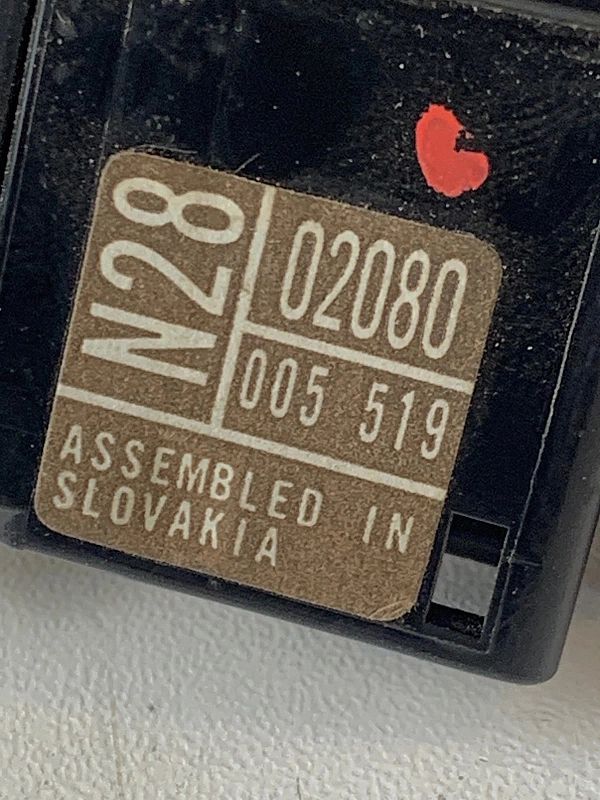 N28
02080
005 519
ASSEMBLED IN
SLOVAKIA